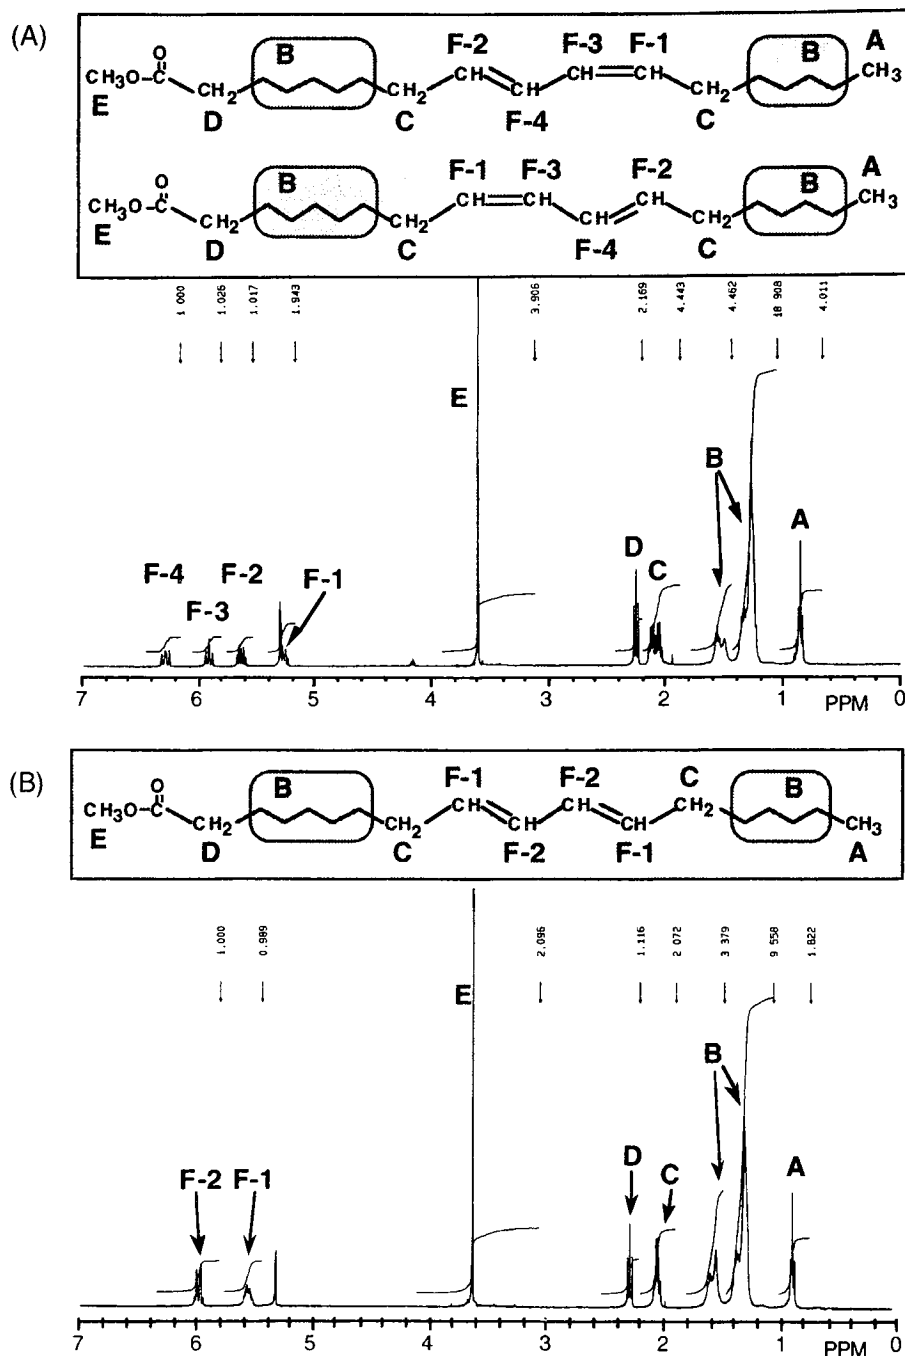 (A)
B F-2 F-3 F-1 B A
O
CH3O CH2 CH2 CH CH CH CH CH2 CH3
E D C F-4 C
B F-1 F-3 F-2 B A
O
CH3O CH2 CH2 CH CH CH CH CH2 CH3
E D C F-4 C
1 000 1.026 1.017 1.943 3.906 2.169 4.443 4.462 18 908 4.011
E
B
D C A
F-4 F-2 F-1
F-3
7 6 5 4 3 2 1 PPM 0
(B)
B F-1 F-2 C B
O
CH3O CH2 CH2 CH CH CH CH CH2 CH3
E D C F-2 F-1 A
1.000 0.989 2.096 1.116 2 072 3 379 9 558 1.822
E
B
F-2 F-1 D C A
7 6 5 4 3 2 1 PPM 0